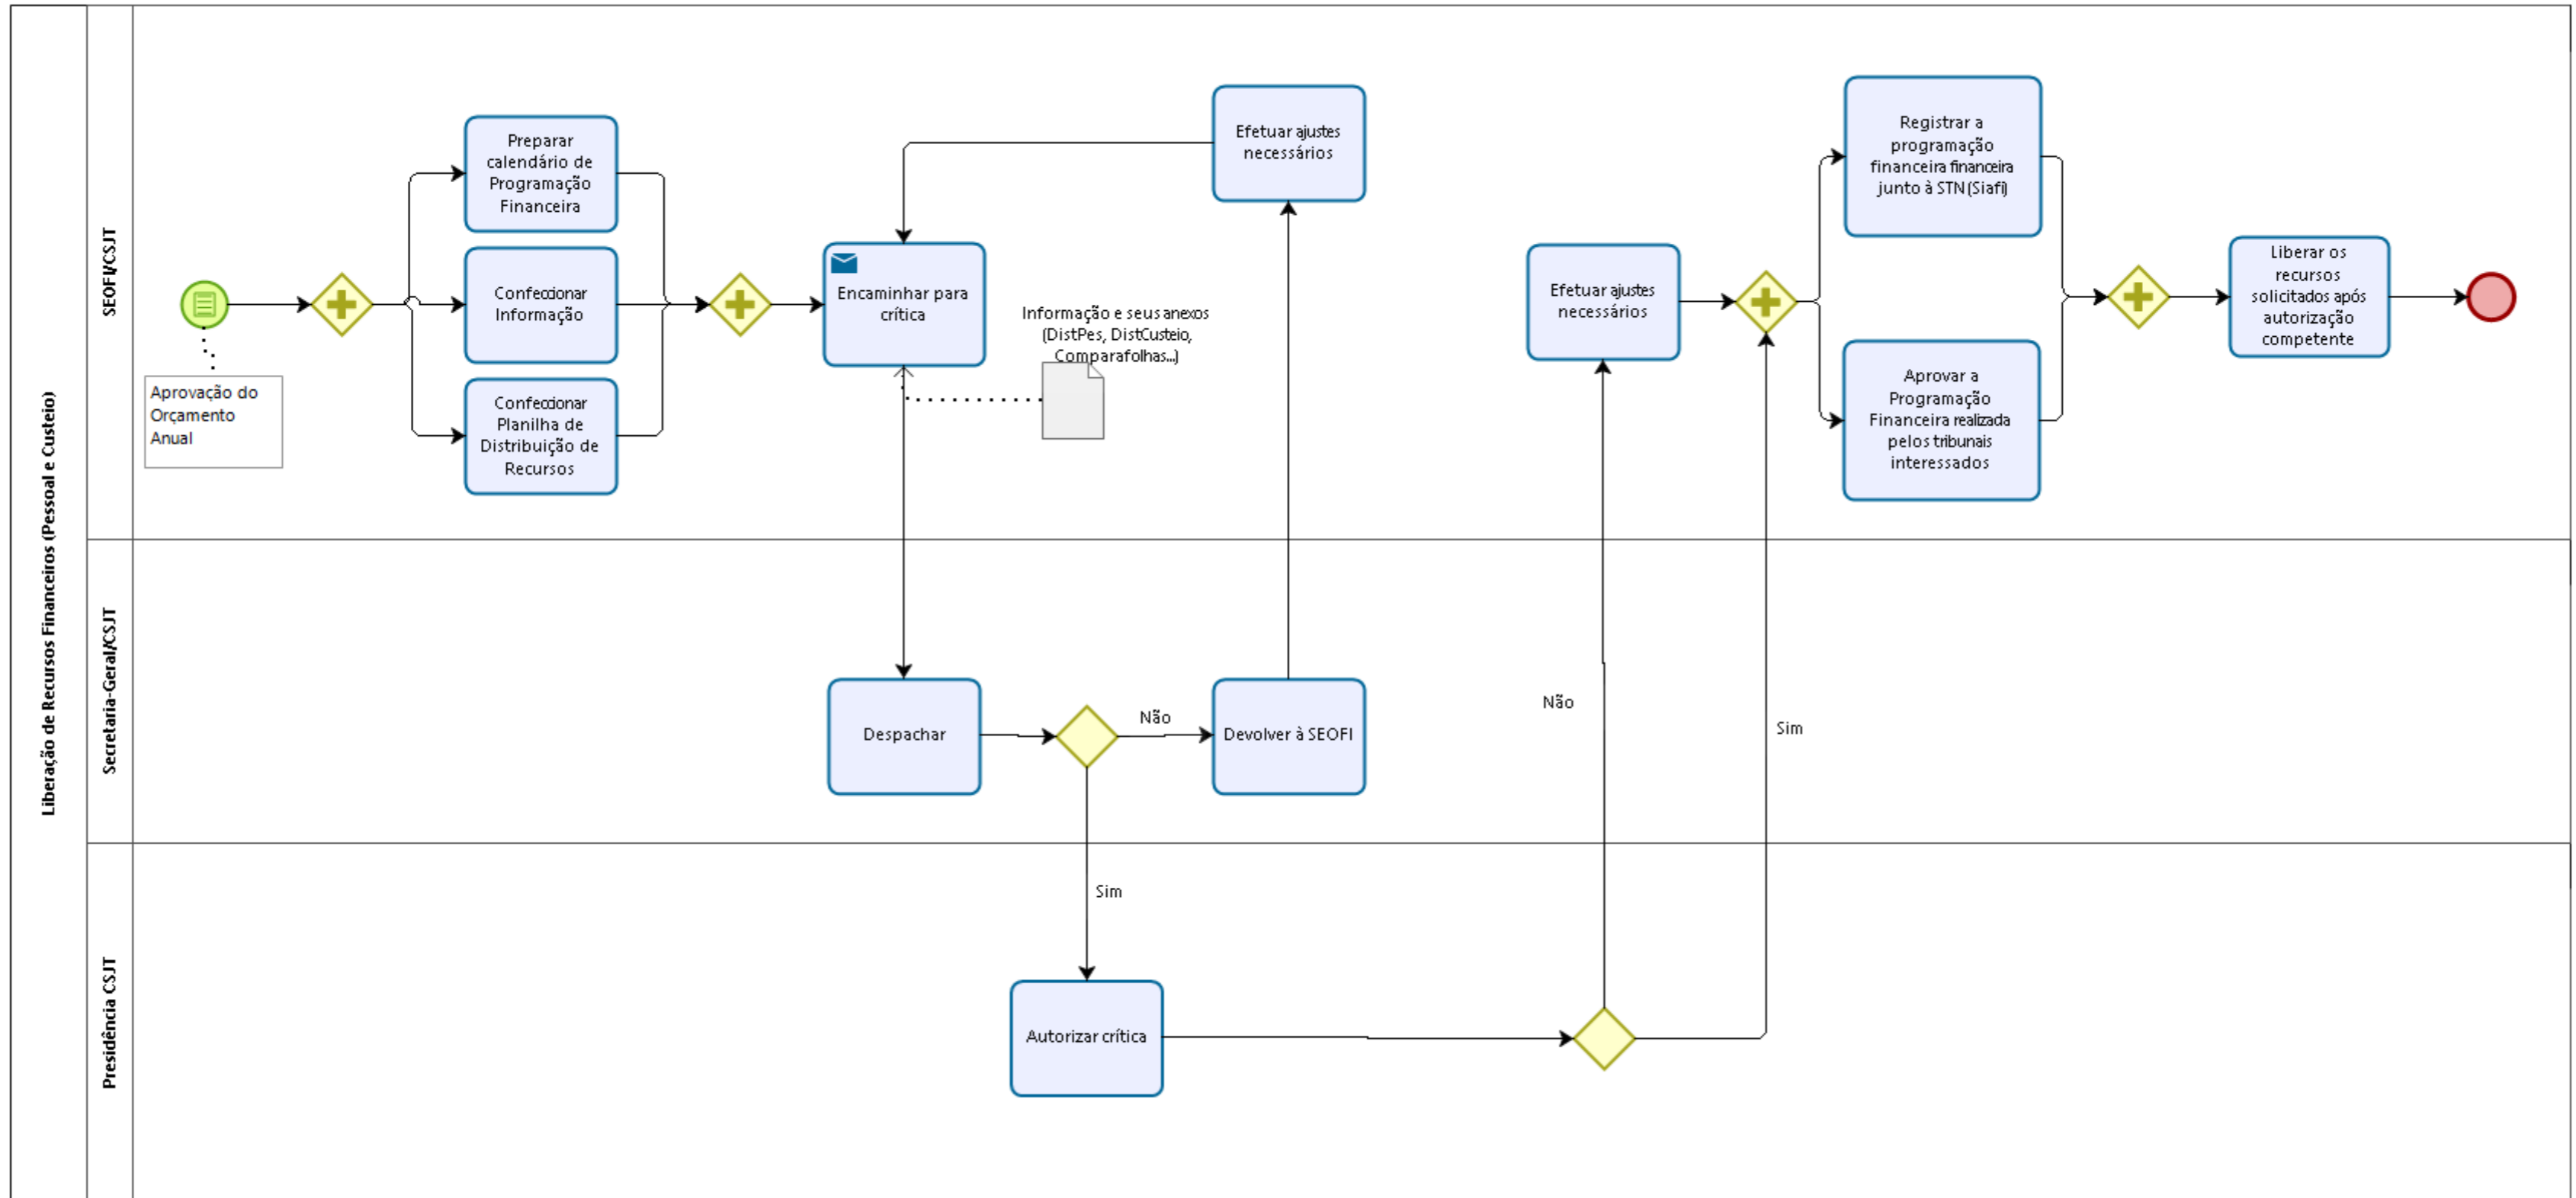 Liberação de Recursos Financeiros (Pessoal e Custeio)
SEOFI/CSJT
Aprovação do
Orçamento
Anual
Preparar
calendário de
Programação
Financeira
Confeccionar
Informação
Confeccionar
Planilha de
Distribuição de
Recursos
Encaminhar para
crítica
Informação e seus anexos
(DistPes, DistCusteio,
Comparafolhas...)
Efetuar ajustes
necessários
Efetuar ajustes
necessários
Registrar a
programação
financeira financeira
junto à STN (Siafi)
Aprovar a
Programação
Financeira realizada
pelos tribunais
interessados
Liberar os
recursos
solicitados após
autorização
competente
Secretaria-Geral/CSJT
Despachar
Não
Devolver à SEOFI
Não
Sim
Presidência CSJT
Sim
Autorizar crítica